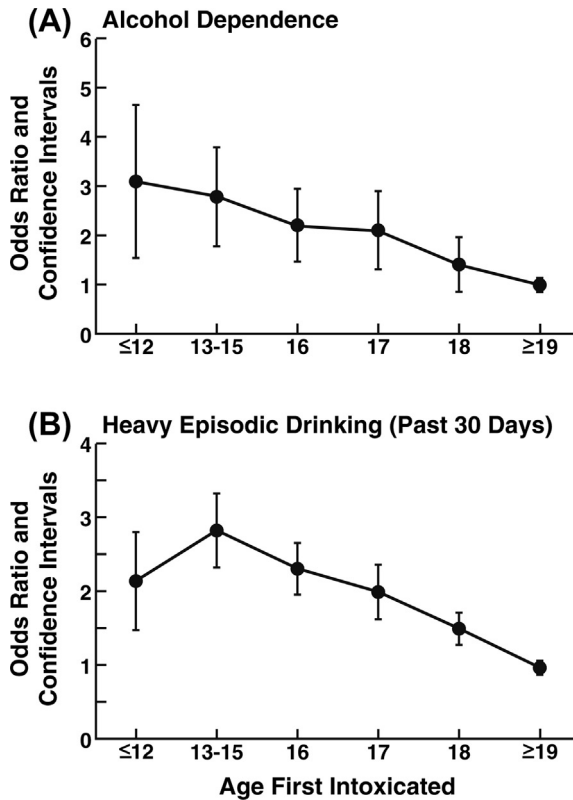 (A) Alcohol Dependence
Odds Ratio and
Confidence Intervals
6
5
4
3
2
1
0
≤12 13-15 16 17 18 ≥19
(B) Heavy Episodic Drinking (Past 30 Days)
Odds Ratio and
Confidence Intervals
4
3
2
1
0
≤12 13-15 16 17 18 ≥19
Age First Intoxicated